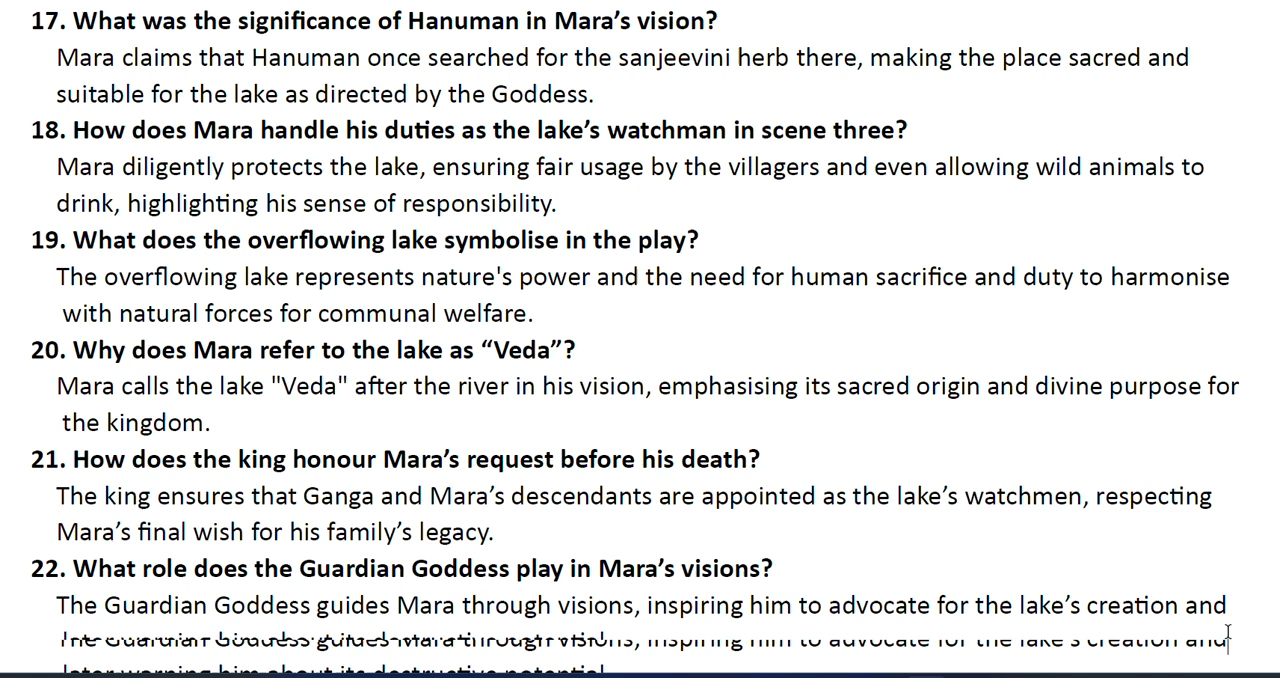 17. What was the significance of Hanuman in Mara’s vision?
Mara claims that Hanuman once searched for the sanjeevini herb there, making the place sacred and
suitable for the lake as directed by the Goddess.
18. How does Mara handle his duties as the lake’s watchman in scene three?
Mara diligently protects the lake, ensuring fair usage by the villagers and even allowing wild animals to
drink, highlighting his sense of responsibility.
19. What does the overflowing lake symbolise in the play?
The overflowing lake represents nature's power and the need for human sacrifice and duty to harmonise
with natural forces for communal welfare.
20. Why does Mara refer to the lake as “Veda”?
Mara calls the lake "Veda" after the river in his vision, emphasising its sacred origin and divine purpose for
the kingdom.
21. How does the king honour Mara’s request before his death?
The king ensures that Ganga and Mara’s descendants are appointed as the lake’s watchmen, respecting
Mara’s final wish for his family’s legacy.
22. What role does the Guardian Goddess play in Mara’s visions?
The Guardian Goddess guides Mara through visions, inspiring him to advocate for the lake’s creation and
later warning him about its destructive potential.